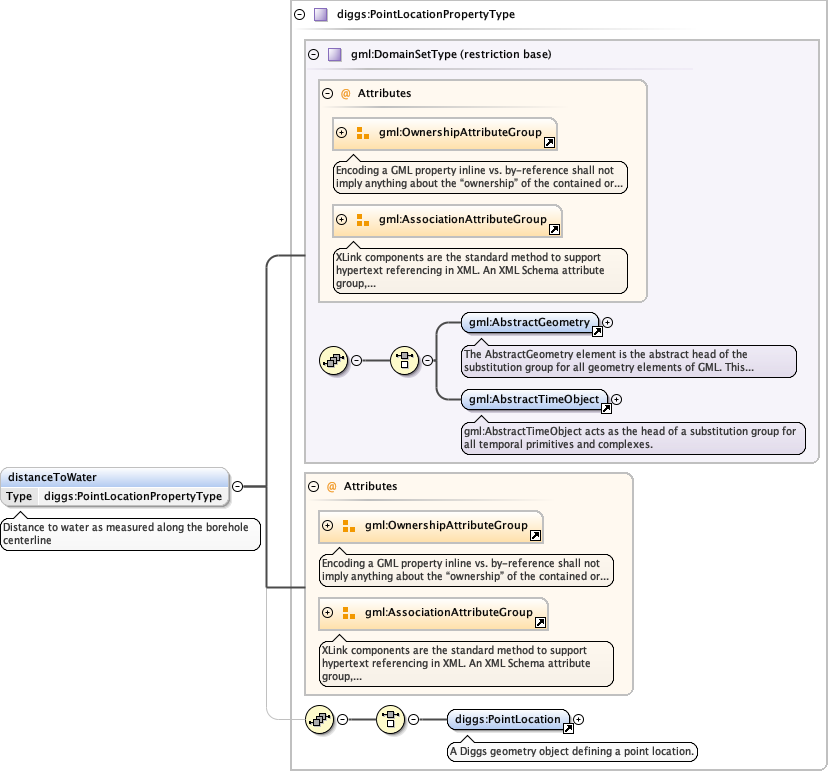 diggs:PointLocationPropertyType
gml:DomainSetType (restriction base)
@ Attributes
gml:OwnershipAttributeGroup
Encoding a GML property inline vs. by-reference shall not
imply anything about the “ownership” of the contained or...
gml:AssociationAttributeGroup
XLink components are the standard method to support
hypertext referencing in XML. An XML Schema attribute
group,...
gml:AbstractGeometry
The AbstractGeometry element is the abstract head of the
substitution group for all geometry elements of GML. This...
gml:AbstractTimeObject
gml:AbstractTimeObject acts as the head of a substitution group for
all temporal primitives and complexes.
distanceToWater
Type diggs:PointLocationPropertyType
Distance to water as measured along the borehole
centerline
@ Attributes
gml:OwnershipAttributeGroup
Encoding a GML property inline vs. by-reference shall not
imply anything about the “ownership” of the contained or...
gml:AssociationAttributeGroup
XLink components are the standard method to support
hypertext referencing in XML. An XML Schema attribute
group,...
diggs:PointLocation
A Diggs geometry object defining a point location.